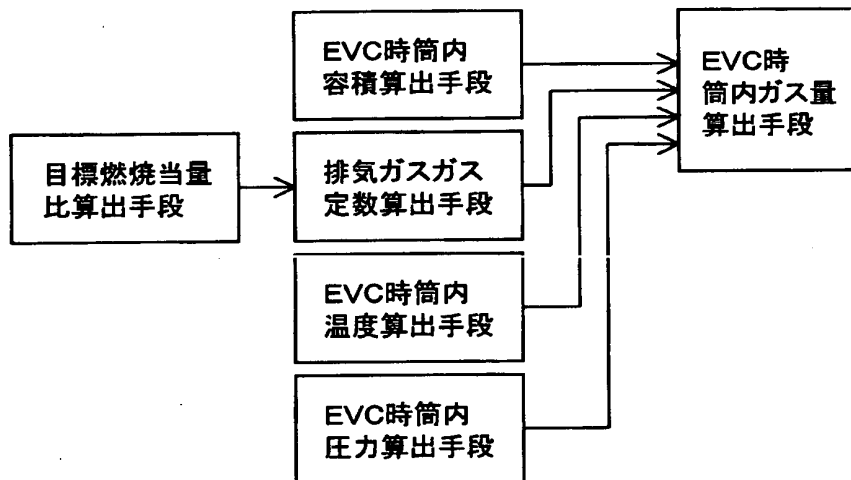 EVC時筒内
容積算出手段
EVC時
筒内ガス量
算出手段
目標燃焼当量
比算出手段
排気ガスガス
定数算出手段
EVC時筒内
温度算出手段
EVC時筒内
圧力算出手段